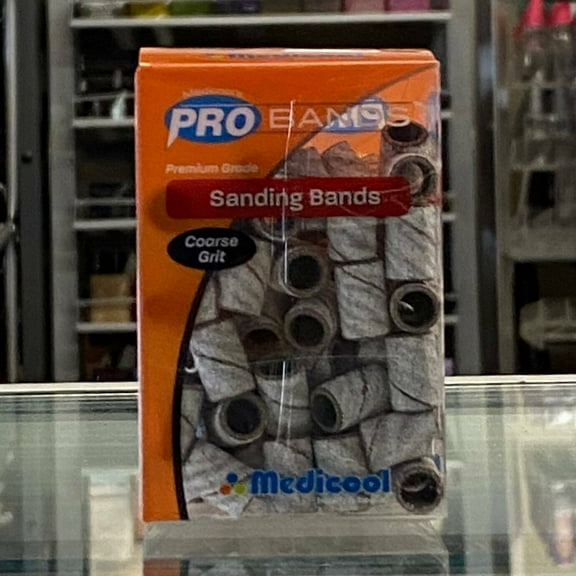 PRO BANDS
Premium Grade
Sanding Bands
Coarse
Grit
Medicool